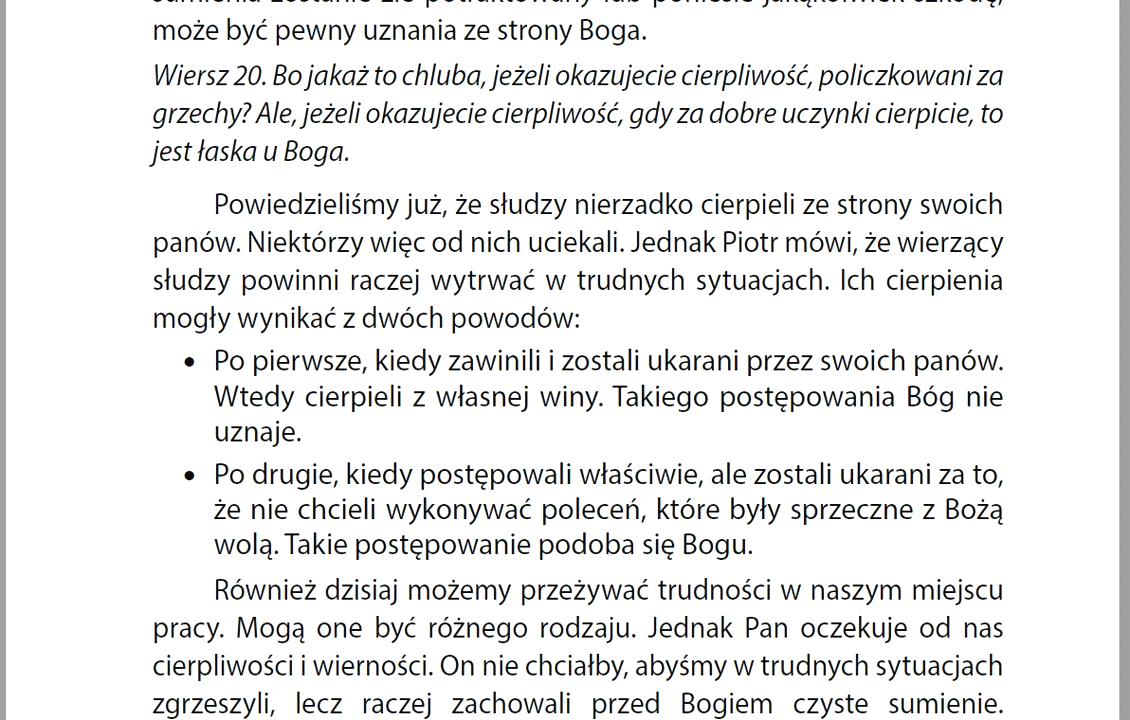 może być pewny uznania ze strony Boga.
Wiersz 20. Bo jakaż to chluba, jeżeli okazujecie cierpliwość, policzkowani za
grzechy? Ale, jeżeli okazujecie cierpliwość, gdy za dobre uczynki cierpicie, to
jest łaska u Boga.
Powiedzieliśmy już, że słudzy nierzadko cierpieli ze strony swoich
panów. Niektórzy więc od nich uciekali. Jednak Piotr mówi, że wierzący
słudzy powinni raczej wytrwać w trudnych sytuacjach. Ich cierpienia
mogły wynikać z dwóch powodów:
• Po pierwsze, kiedy zawinili i zostali ukarani przez swoich panów.
Wtedy cierpieli z własnej winy. Takiego postępowania Bóg nie
uznaje.
• Po drugie, kiedy postępowali właściwie, ale zostali ukarani za to,
że nie chcieli wykonywać poleceń, które były sprzeczne z Bożą
wolą. Takie postępowanie podoba się Bogu.
Również dzisiaj możemy przeżywać trudności w naszym miejscu
pracy. Mogą one być różnego rodzaju. Jednak Pan oczekuje od nas
cierpliwości i wierności. On nie chciałby, abyśmy w trudnych sytuacjach
zgrzeszyli, lecz raczej zachowali przed Bogiem czyste sumienie.